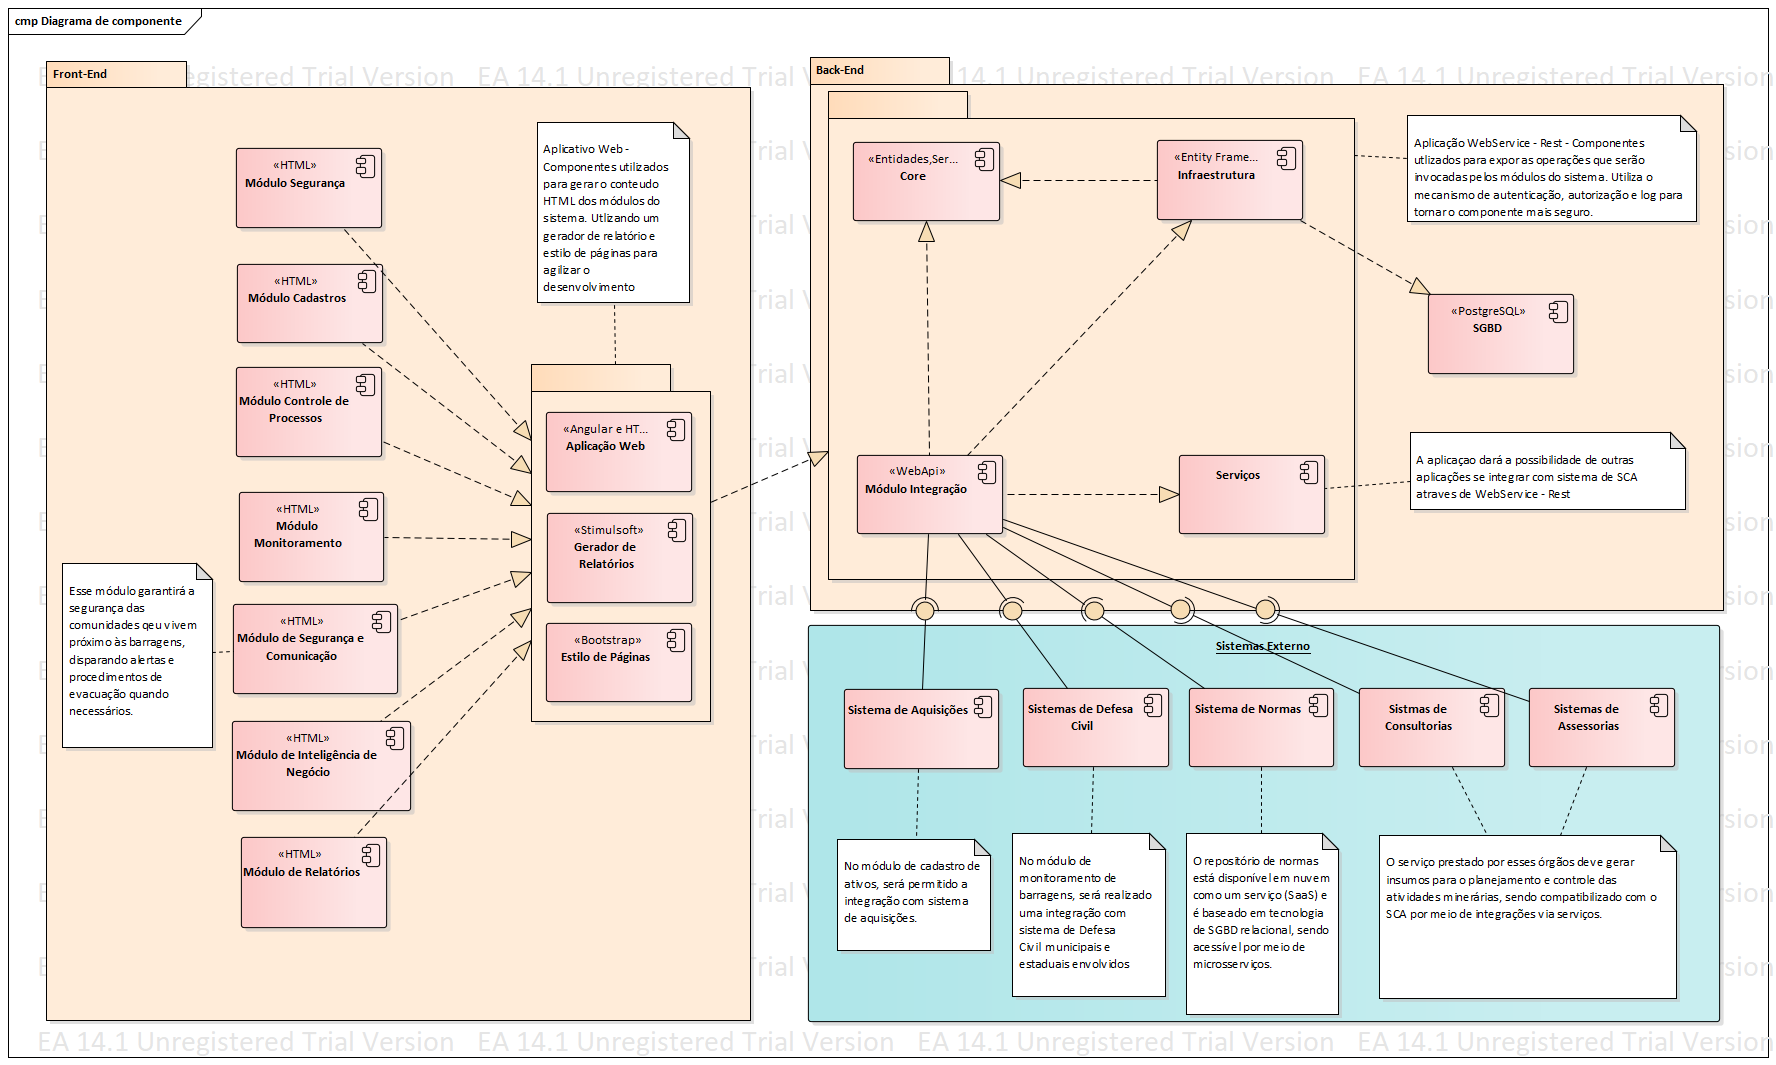 cmp Diagrama de componente
Front-End
«HTML»
Módulo Segurança
«HTML»
Módulo Cadastros
«HTML»
Módulo Controle de
Processos
«HTML»
Módulo
Monitoramento
«HTML»
Módulo de Segurança e
Comunicação
«HTML»
Módulo de Inteligência de
Negócio
«HTML»
Módulo de Relatórios
Esse módulo garantirá a
segurança das
comunidades qeu vivem
próximo às barragens,
disparando alertas e
procedimentos de
evacuação quando
necessários.
Aplicativo Web -
Componentes utilizados
para gerar o conteudo
HTML dos módulos do
sistema. Utlizando um
gerador de relatório e
estilo de páginas para
agilizar o
desenvolvimento
«Angular e HT...
Aplicação Web
«Stimulsoft»
Gerador de
Relatórios
«Bootstrap»
Estilo de Páginas
Back-End
«Entidades,Ser...
Core
«Entity Frame...
Infraestrutura
Aplicação WebService - Rest - Componentes
utlizados para expor as operações que serão
invocadas pelos módulos do sistema. Utiliza o
mecanismo de autenticação, autorização e log para
tornar o componente mais seguro.
«PostgreSQL»
SGBD
«WebApi»
Módulo Integração
Serviços
A aplicaçao dará a possibilidade de outras
aplicações se integrar com sistema de SCA
atraves de WebService - Rest
Sistemas Externo
Sistema de Aquisições
Sistemas de Defesa
Civil
Sistema de Normas
Sistmas de
Consultorias
Sistemas de
Assessorias
No módulo de cadastro de
ativos, será permitido a
integração com sistema
de aquisições.
No módulo de
monitoramento de
barragens, será realizado
uma integração com
sistema de Defesa
Civil municipais e
estaduais envolvidos
O repositório de normas
está disponível em nuvem
como um serviço (SaaS) e
é baseado em tecnologia
de SGBD relacional, sendo
acessível por meio de
microsserviços.
O serviço prestado por esses órgãos deve gerar
insumos para o planejamento e controle das
atividades minerárias, sendo compatibilizado com o
SCA por meio de integrações via serviços.
EA 14.1 Unregistered Trial Version EA 14.1 Unregistered Trial Version EA 14.1 Unregistered Trial Version EA 14.1 Unregistered Trial Version